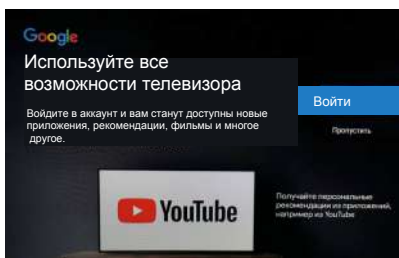 Google
Используйте все
возможности телевизора
Войдите в аккаунт и вам станут доступны новые
приложения, рекомендации, фильмы и многое
другое.
Войти
Пропустить
YouTube
Получайте персональные
рекомендации из приложений,
например из YouTube